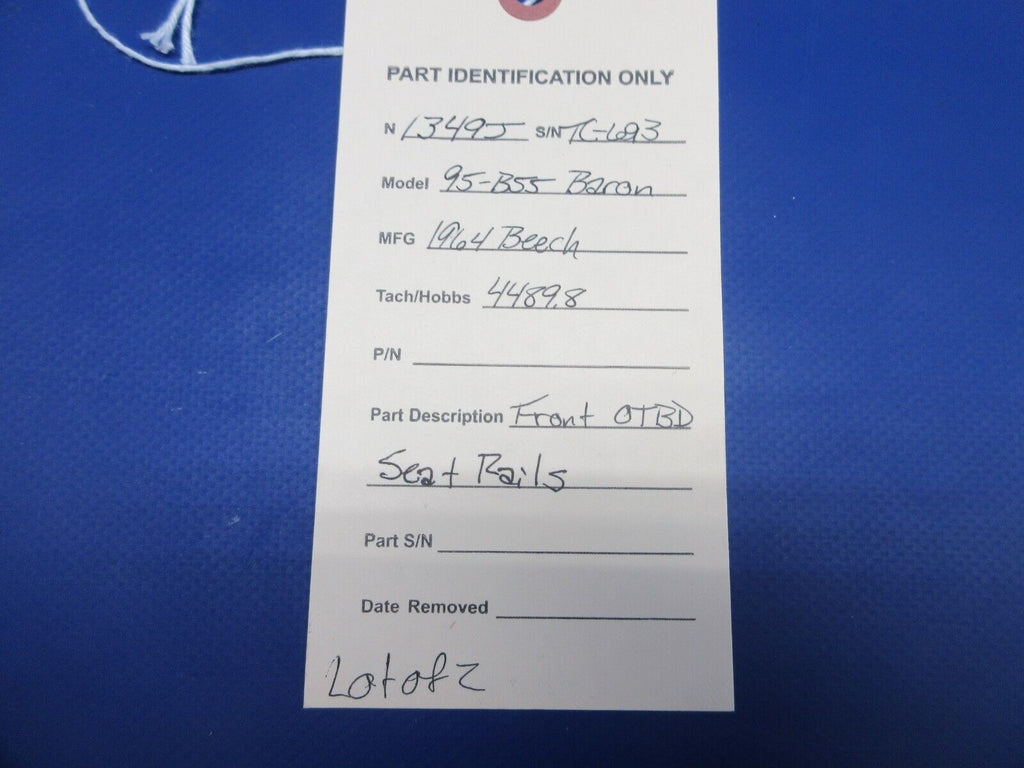 PART IDENTIFICATION ONLY
N 1349J S/N TC-693
Model 95-B55 Baron
MFG 1964 Beech
Tach/Hobbs 4489.8
P/N
Part Description Front OTBD
Seat Rails
Part S/N
Date Removed
Lot of 2